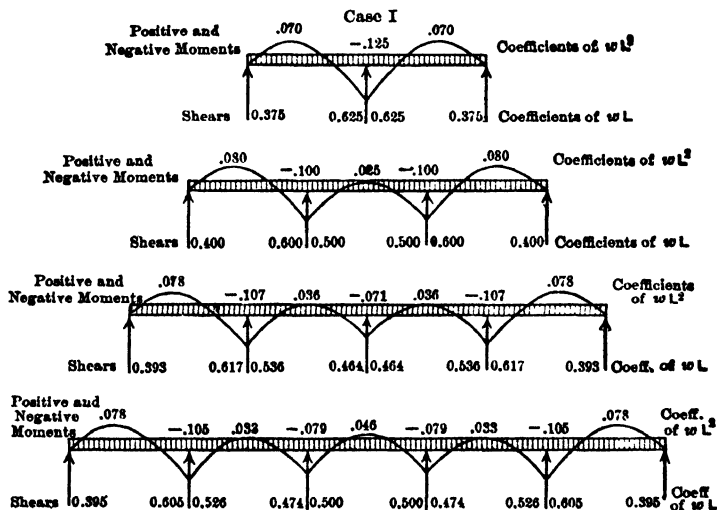 Case I
Positive and .070 .070
Negative Moments −.125 Coefficients of wL²
Shears 0.375 0.625 0.625 0.375 Coefficients of wL
Positive and .080 .080 Coefficients of wL²
Negative Moments −.100 .025 −.100
Shears 0.400 0.600 0.500 0.500 0.600 0.400 Coefficients of wL
Positive and .078 .078 Coefficients
Negative Moments −.107 .036 −.071 .036 −.107 of wL²
Shears 0.393 0.617 0.536 0.464 0.464 0.536 0.617 0.393 Coeff. of wL
Positive and
Negative .078 .078 Coeff.
Moments −.105 .033 −.079 .046 −.079 .033 −.105 of wL²
Shears 0.395 0.605 0.526 0.474 0.500 0.500 0.474 0.526 0.605 0.395 Coeff
of wL